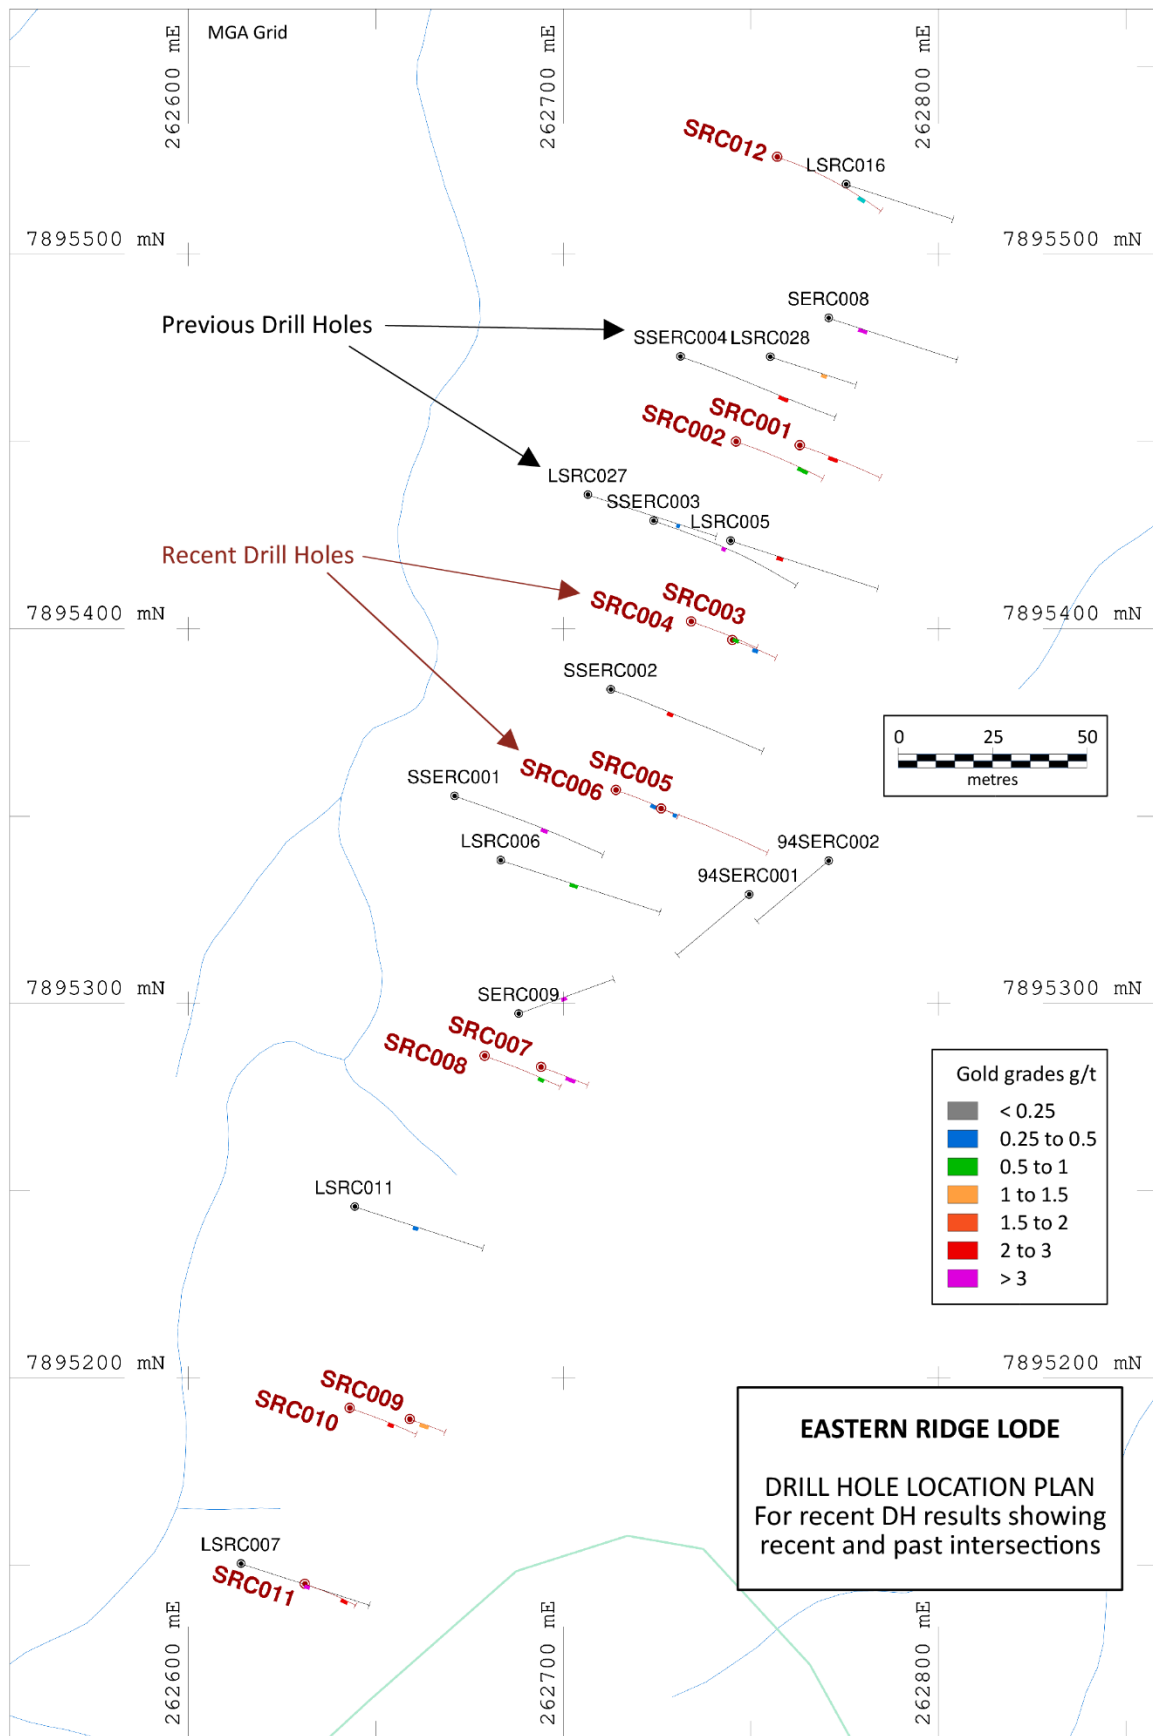 MGA Grid
262600 mE
262700 mE
262800 mE
SRC012
LSRC016
7895500 mN
7895500 mN
SERC008
Previous Drill Holes
SSERC004
LSRC028
SRC001
SRC002
LSRC027
SSERC003
LSRC005
Recent Drill Holes
SRC003
SRC004
7895400 mN
7895400 mN
SSERC002
0 25 50
metres
SRC005
SRC006
SSERC001
LSRC006
94SERC002
94SERC001
7895300 mN
7895300 mN
SERC009
SRC007
SRC008
Gold grades g/t
< 0.25
0.25 to 0.5
0.5 to 1
1 to 1.5
1.5 to 2
2 to 3
> 3
LSRC011
7895200 mN
7895200 mN
SRC009
SRC010
EASTERN RIDGE LODE
DRILL HOLE LOCATION PLAN
For recent DH results showing
recent and past intersections
LSRC007
SRC011
262600 mE
262700 mE
262800 mE